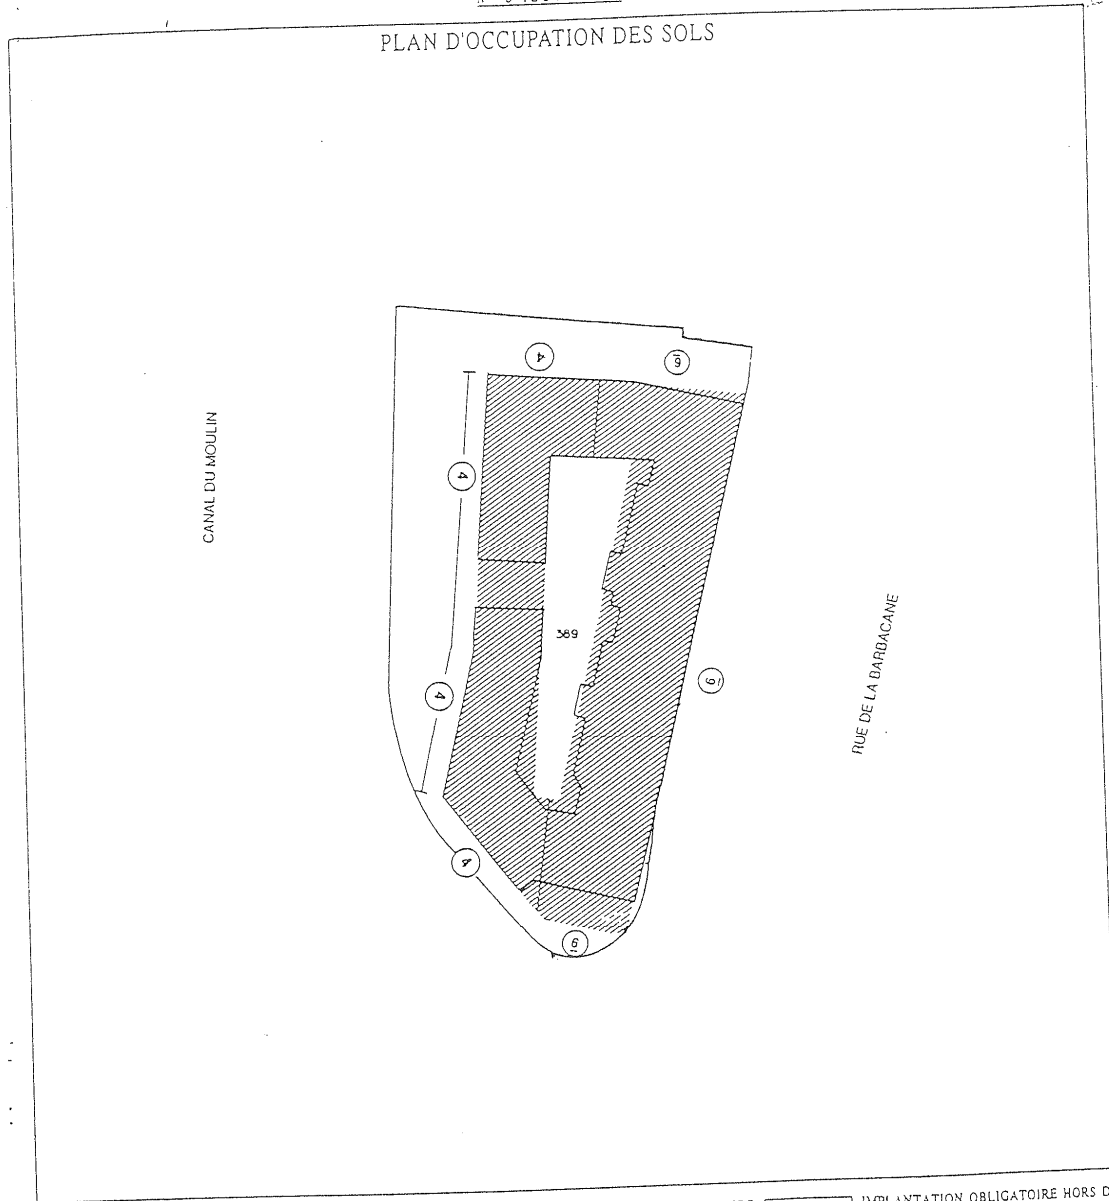 PLAN D'OCCUPATION DES SOLS
4
6
CANAL DU MOULIN
4
389
RUE DE LA BARBACANE
4
6
4
6
IMPLANTATION OBLIGATOIRE HORS D